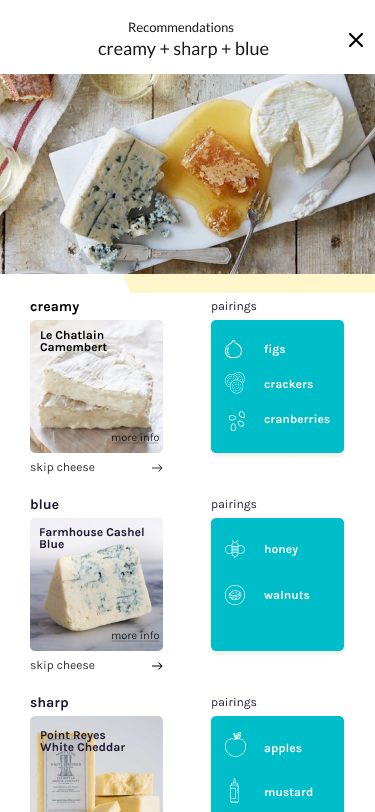 Recommendations
creamy + sharp + blue
creamy
pairings
Le Chatlain
Camembert
more info
figs
crackers
cranberries
skip cheese
blue
pairings
Farmhouse Cashel
Blue
more info
honey
walnuts
skip cheese
sharp
pairings
Point Reyes
White Cheddar
apples
mustard